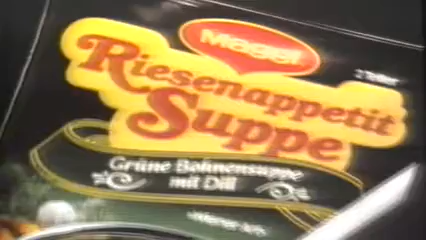 MAGGI
Riesenappetit
Suppe
Grüne Bohnensuppe
mit Dill